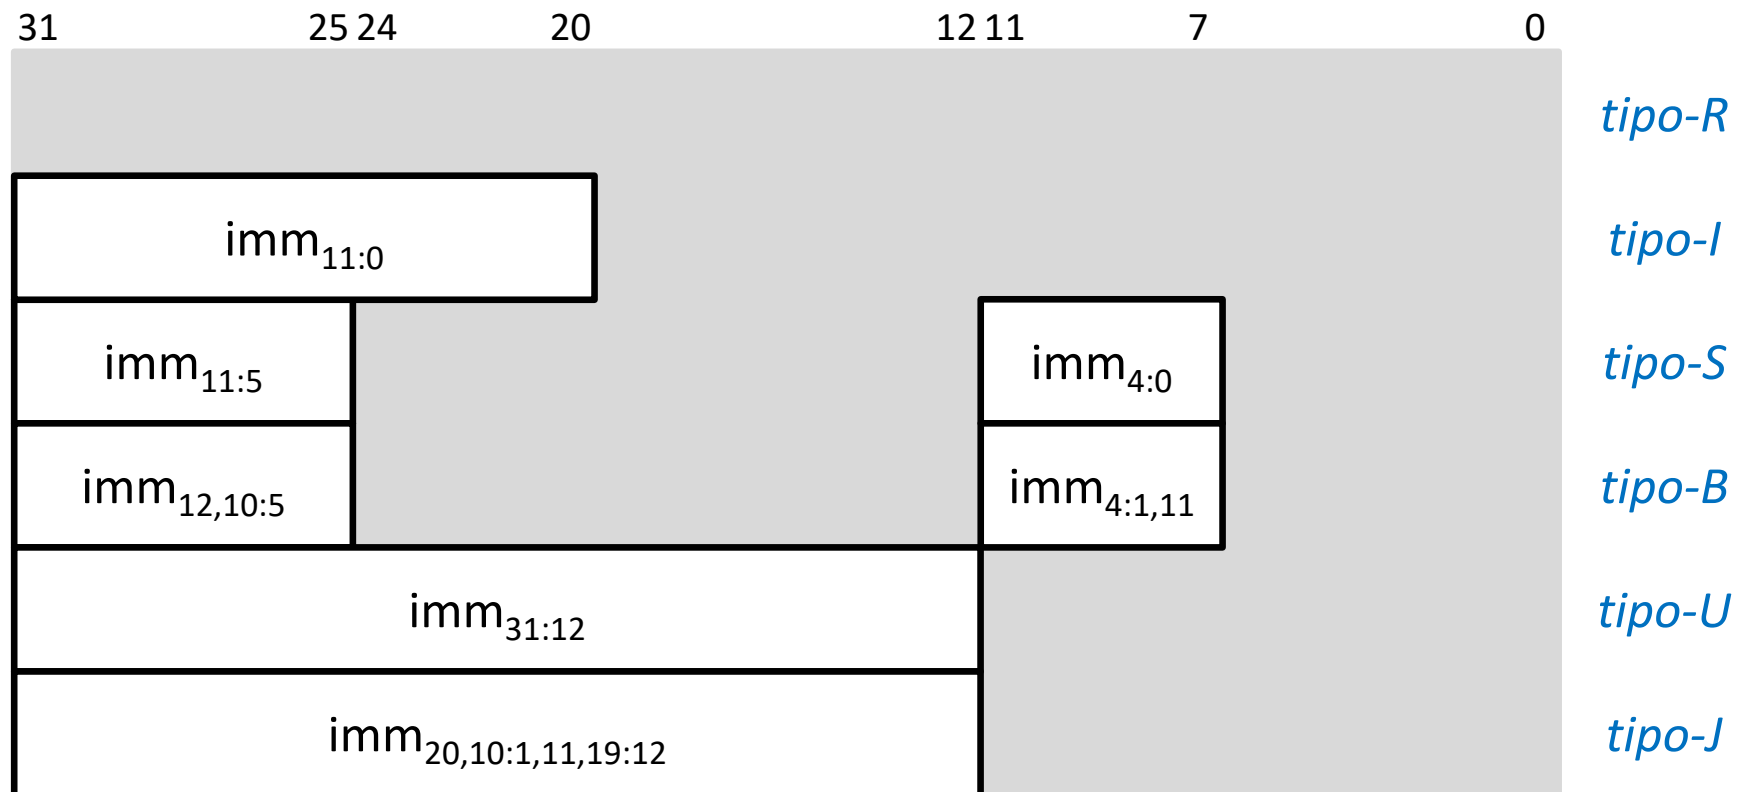 31 25 24 20 12 11 7 0
tipo-R
imm11:0 tipo-I
imm11:5 imm4:0 tipo-S
imm12,10:5 imm4:1,11 tipo-B
imm31:12 tipo-U
imm20,10:1,11,19:12 tipo-J